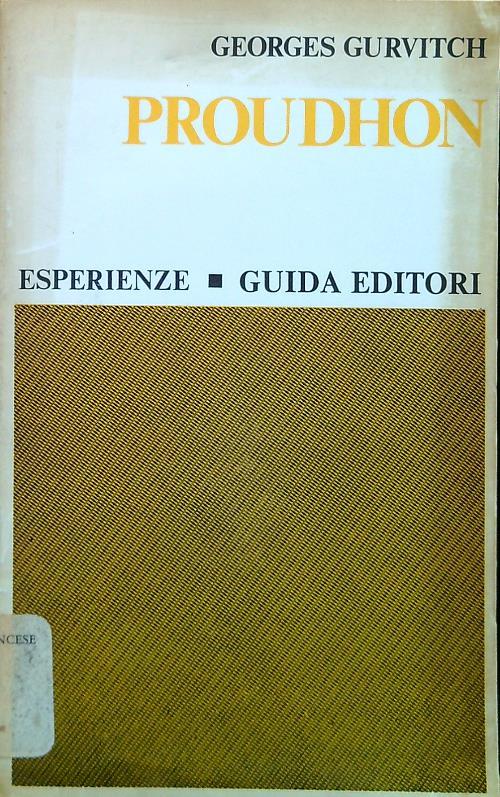 GEORGES GURVITCH
PROUDHON
ESPERIENZE ■ GUIDA EDITORI
NCESE